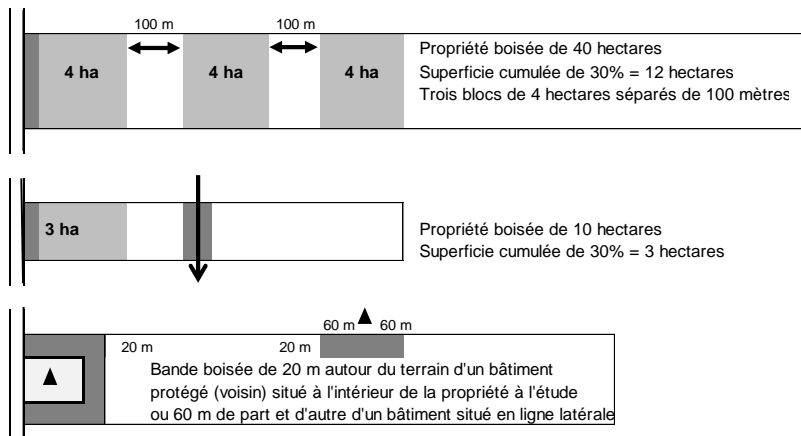 100 m
100 m
4 ha
4 ha
4 ha
Propriété boisée de 40 hectares
Superficie cumulée de 30% = 12 hectares
Trois blocs de 4 hectares séparés de 100 mètres
3 ha
Propriété boisée de 10 hectares
Superficie cumulée de 30% = 3 hectares
60 m
60 m
20 m
20 m
Bande boisée de 20 m autour du terrain d'un bâtiment
protégé (voisin) situé à l'intérieur de la propriété à l'étude
ou 60 m de part et d'autre d'un bâtiment situé en ligne latérale